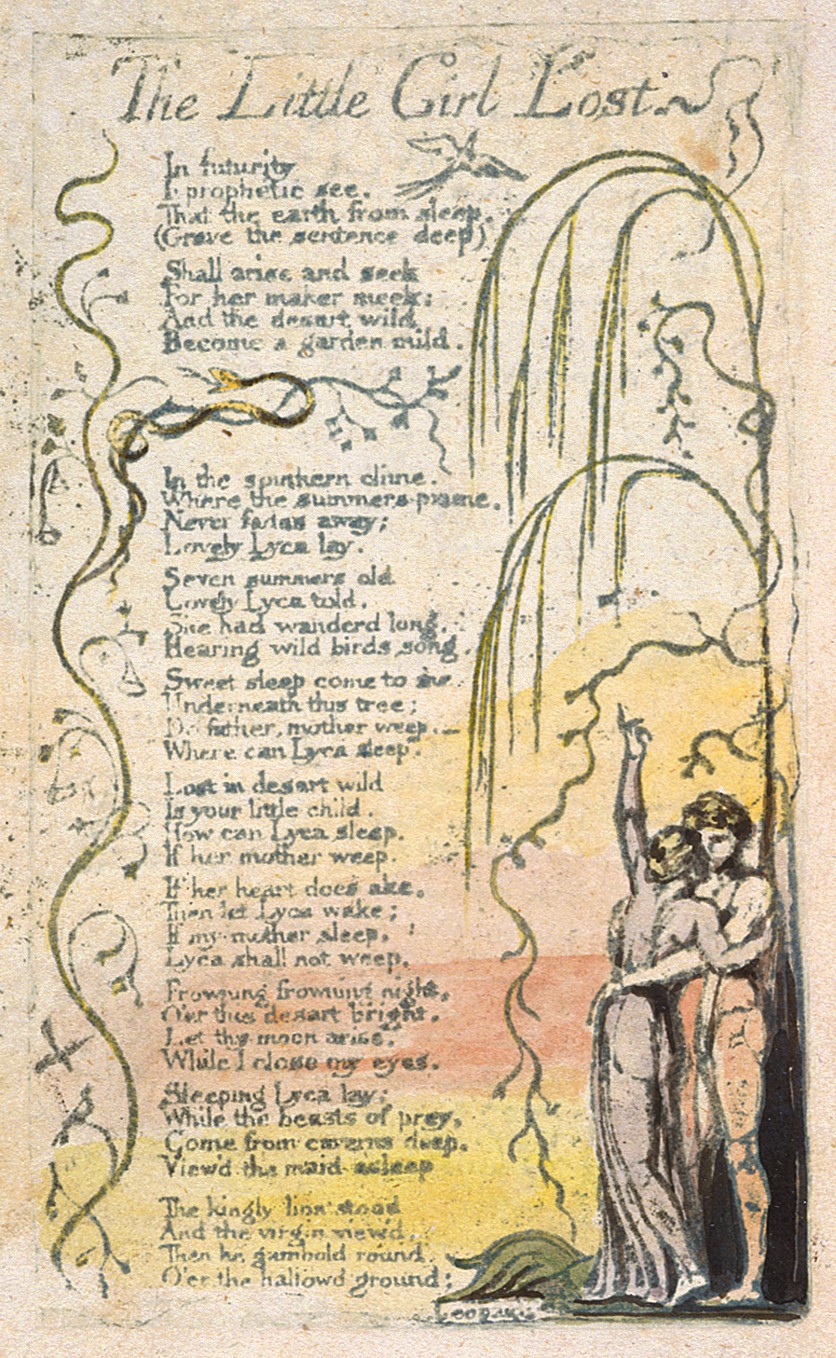 The Little Girl Lost
In futurity
I prophetic see.
That the earth from sleep.
(Grave the sentence deep)
Shall arise and seek
For her maker meek:
And the desart wild
Become a garden mild.
In the southern clime.
Where the summers prime.
Never fades away;
Lovely Lyca lay.
Seven summers old
Lovely Lyca told.
She had wanderd long.
Hearing wild birds song.
Sweet sleep come to me
Underneath this tree;
Do father, mother weep.—
Where can Lyca sleep.
Lost in desart wild
Is your little child.
How can Lyca sleep.
If her mother weep.
If her heart does ake.
Then let Lyca wake;
If my mother sleep.
Lyca shall not weep.
Frowning frowning night,
O'er this desart bright.
Let thy moon arise.
While I close my eyes.
Sleeping Lyca lay;
While the beasts of prey,
Come from caverns deep.
View'd the maid asleep
The kingly lion stood
And the virgin view'd,
Then he gambold round
O'er the hallowd ground;
Leopards